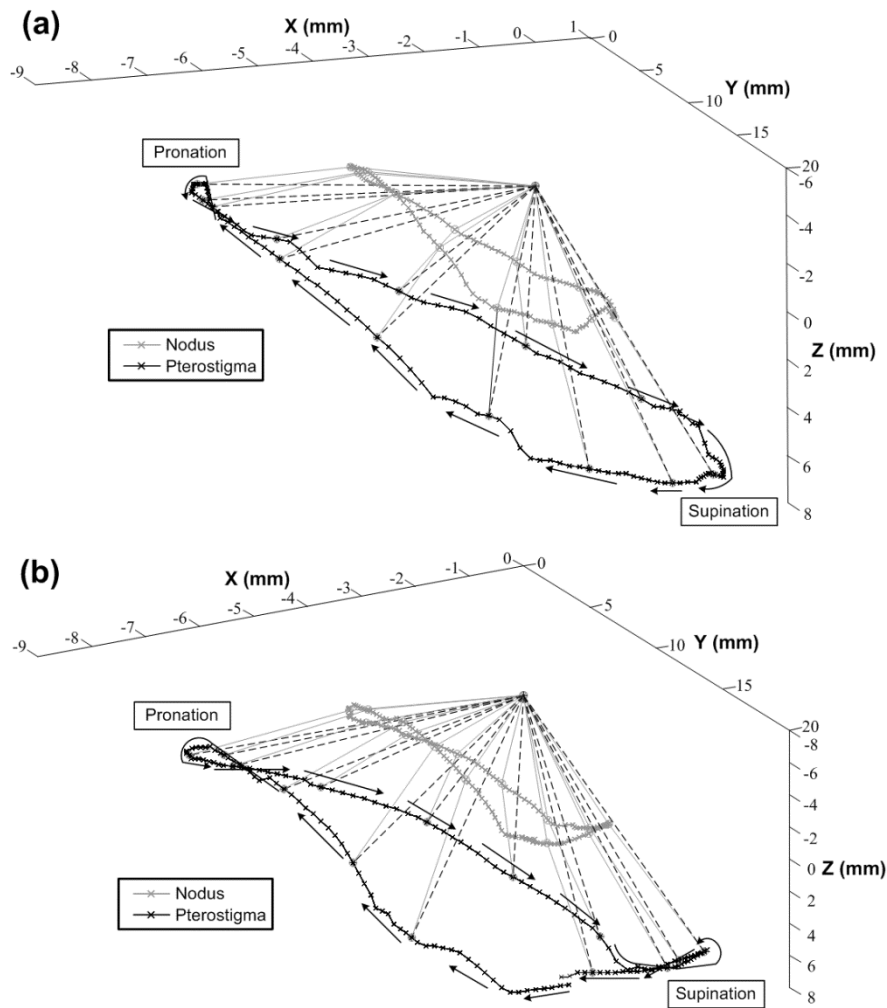 (a)
X (mm)
-9 -8 -7 -6 -5 -4 -3 -2 -1 0 1
0
5
10
15
20
Y (mm)
-6
-4
-2
0
2
4
6
8
Z (mm)
Pronation
Nodus
Pterostigma
Supination
(b)
X (mm)
-9 -8 -7 -6 -5 -4 -3 -2 -1 0
0
5
10
15
20
Y (mm)
-8
-6
-4
-2
0
2
4
6
8
Z (mm)
Pronation
Nodus
Pterostigma
Supination